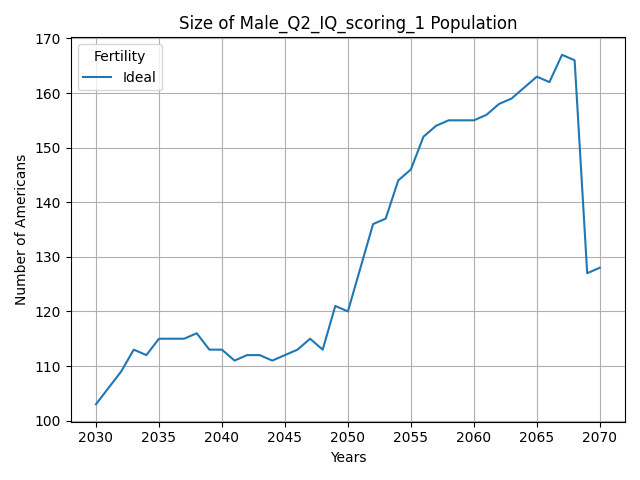 Size of Male_Q2_IQ_scoring_1 Population
Fertility
Ideal
Number of Americans
170
160
150
140
130
120
110
100
2030 2035 2040 2045 2050 2055 2060 2065 2070
Years